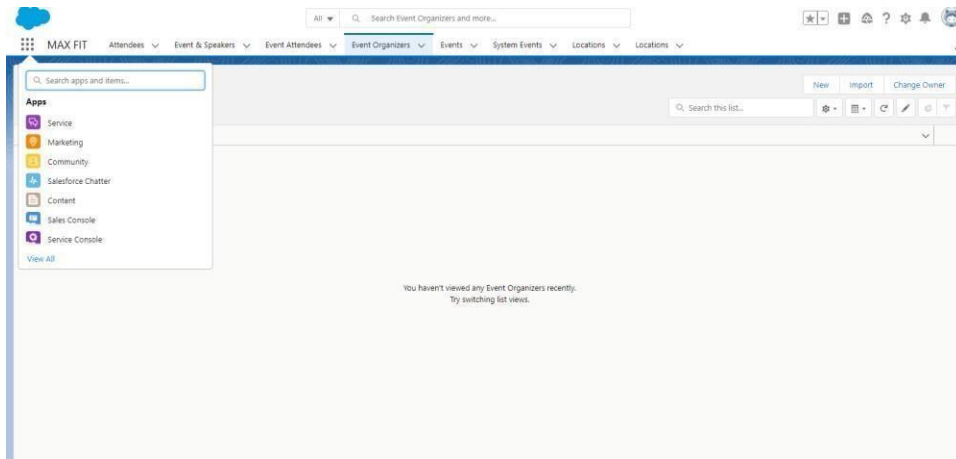 All
Search Event Organizers and more...
MAX FIT Attendees Event & Speakers Event Attendees Event Organizers Events System Events Locations Locations
Search apps and items...
New Import Change Owner
Apps
Search this list...
Service
Marketing
Community
Salesforce Chatter
Content
Sales Console
Service Console
View All
You haven't viewed any Event Organizers recently.
Try switching list views.